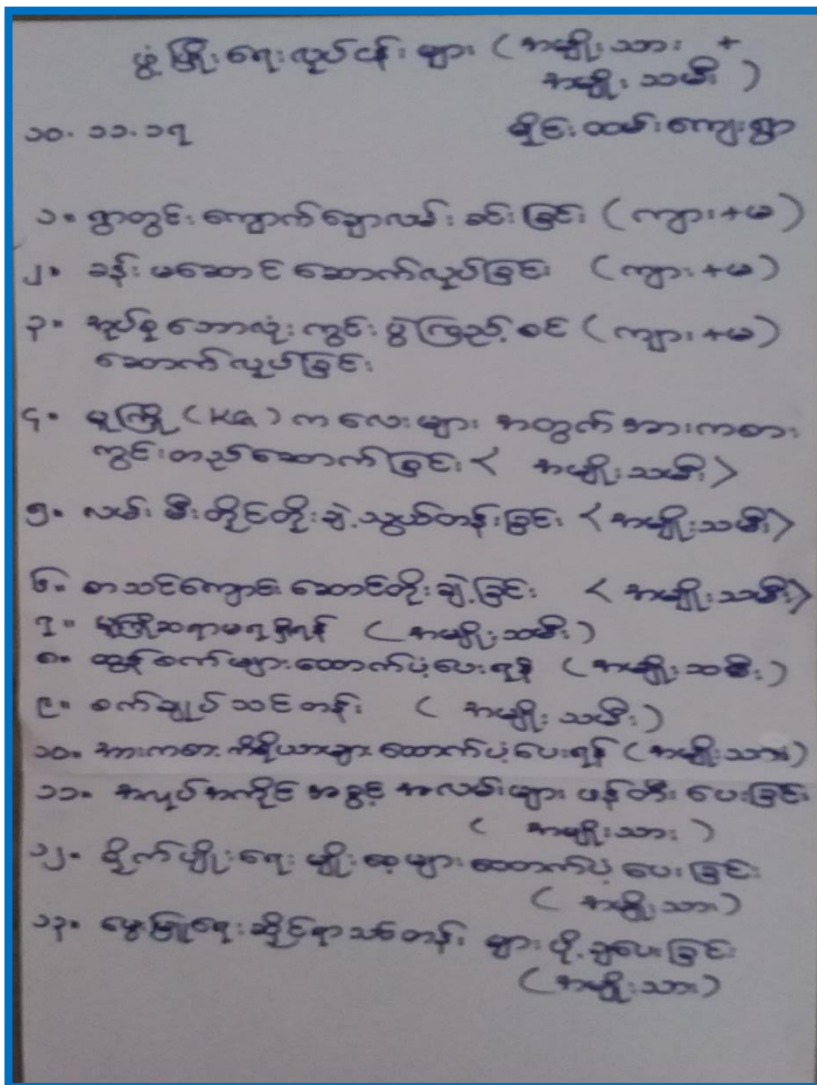 ဖွံ့ဖြိုးရေးလုပ်ငန်းများ (အမျိုးသား +
အမျိုးသမီး)
၁၀.၁၁.၁၇ မိုင်းထမ်းကျေးရွာ
၁။ ရွာတွင်းကျောက်ချောလမ်းခင်းခြင်း (ကျား+မ)
၂။ ခန်းမဆောင်ဆောက်လုပ်ခြင်း (ကျား+မ)
၃။ အုပ်စုဘောလုံးကွင်းပွဲကြည့်စင် (ကျား+မ)
ဆောက်လုပ်ခြင်း
၄။ မူကြို (KG) ကလေးများ အတွက်အားကစား
ကွင်းတည်ဆောက်ခြင်း < အမျိုးသမီး >
၅။ လမ်းမီးတိုင်တိုးချဲ့သွယ်တန်းခြင်း < အမျိုးသမီး >
၆။ စာသင်ကျောင်းဆောင်တိုးချဲ့ခြင်း < အမျိုးသမီး >
၇။ မူကြိုဆရာမရရှိရန် (အမျိုးသမီး)
၈။ ထွန်စက်များထောက်ပံ့ပေးရန် (အမျိုးသမီး)
၉။ စက်ချုပ်သင်တန်း (အမျိုးသမီး)
၁၀။ အားကစားကိရိယာများထောက်ပံ့ပေးရန် (အမျိုးသား)
၁၁။ အလုပ်အကိုင်အခွင့်အလမ်းများ ဖန်တီးပေးခြင်း
(အမျိုးသား)
၁၂။ စိုက်ပျိုးရေးမျိုးစေ့များထောက်ပံ့ပေးခြင်း
(အမျိုးသား)
၁၃။ မွေးမြူရေးဆိုင်ရာသင်တန်းများပို့ချပေးခြင်း
(အမျိုးသား)